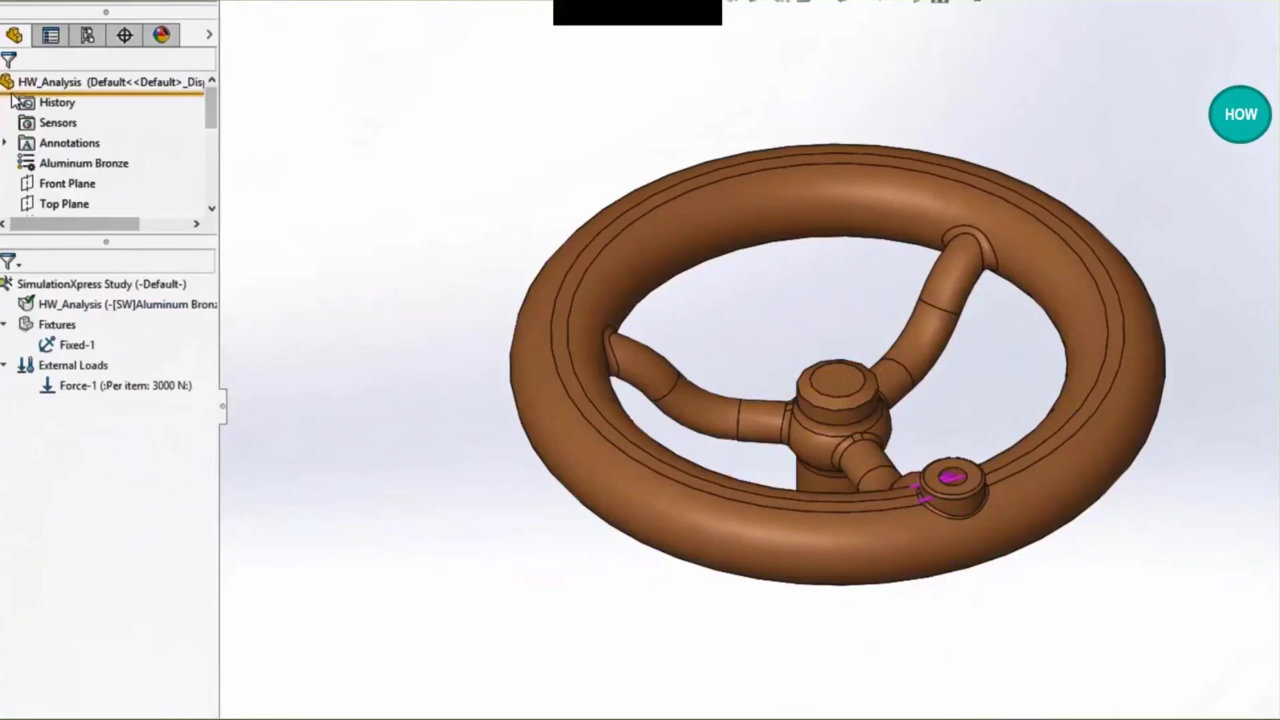 HW_Analysis (Default<<Default>_Disp
History
Sensors
Annotations
Aluminum Bronze
Front Plane
Top Plane
SimulationXpress Study (-Default-)
HW_Analysis (-[SW]Aluminum Bronz
Fixtures
Fixed-1
External Loads
Force-1 (:Per item: 3000 N:)
HOW